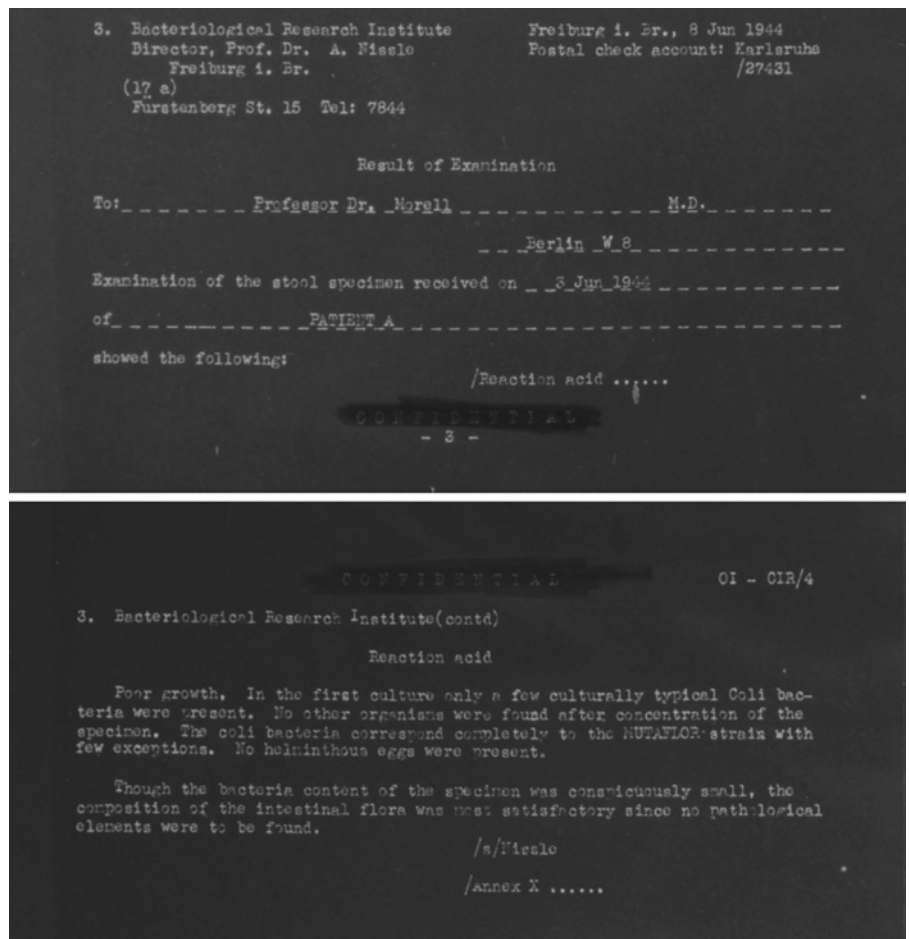 3. Bacteriological Research Institute
Director, Prof. Dr. A. Nissle
Freiburg i. Br.
(17 a)
Furstenberg St. 15 Tel: 7844
Freiburg i. Br., 8 Jun 1944
Postal check account: Karlsruhe
/27431
Result of Examination
To: Professor Dr. Morell M.D.
Berlin W 8
Examination of the stool specimen received on 3 Jun 1944
of PATIENT A
showed the following:
/Reaction acid ......
CONFIDENTIAL
- 3 -
CONFIDENTIAL
OI - CIR/4
3. Bacteriological Research Institute(contd)
Reaction acid
Poor growth. In the first culture only a few culturally typical Coli bac-
teria were present. No other organisms were found after concentration of the
specimen. The coli bacteria correspond completely to the MUTAFLOR strain with
few exceptions. No helminthous eggs were present.
Though the bacteria content of the specimen was conspicuously small, the
composition of the intestinal flora was most satisfactory since no pathological
elements were to be found.
/s/Nissle
/Annex X ......